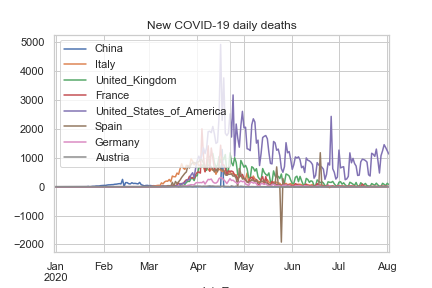 New COVID-19 daily deaths
5000
4000
3000
2000
1000
0
−1000
−2000
China
Italy
United_Kingdom
France
United_States_of_America
Spain
Germany
Austria
Jan Feb Mar Apr May Jun Jul Aug
2020